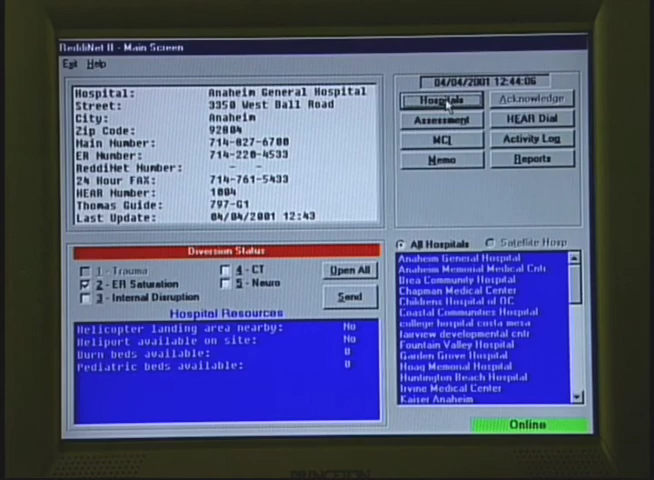 ReddiNet II - Main Screen
Exit Help
Hospital: Anaheim General Hospital
Street: 3350 West Ball Road
City: Anaheim
Zip Code: 92804
Main Number: 714-827-6700
ER Number: 714-220-4533
ReddiNet Number: - -
24 Hour FAX: 714-761-5433
HEAR Number: 1004
Thomas Guide: 797-G1
Last Update: 04/04/2001 12:43
04/04/2001 12:44:06
Hospitals Acknowledge
Assessment HEAR Dial
MCI Activity Log
Memo Reports
Diversion Status
1 - Trauma 4 - CT Open All
2 - ER Saturation 5 - Neuro
3 - Internal Disruption Send
Hospital Resources
Helicopter landing area nearby: No
Heliport available on site: No
Burn beds available: 0
Pediatric beds available: 0
All Hospitals Satellite Hosp
Anaheim General Hospital
Anaheim Memorial Medical Cntr
Brea Community Hospital
Chapman Medical Center
Childrens Hospital of OC
Coastal Communities Hospital
college hospital costa mesa
fairview developmental cntr
Fountain Valley Hospital
Garden Grove Hospital
Hoag Memorial Hospital
Huntington Beach Hospital
Irvine Medical Center
Kaiser Anaheim
Online
PRINCETON